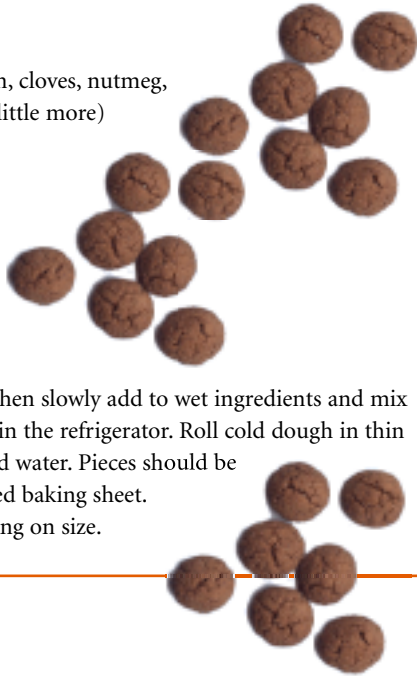 n, cloves, nutmeg,
little more)
hen slowly add to wet ingredients and mix
in the refrigerator. Roll cold dough in thin
d water. Pieces should be
ed baking sheet.
ng on size.